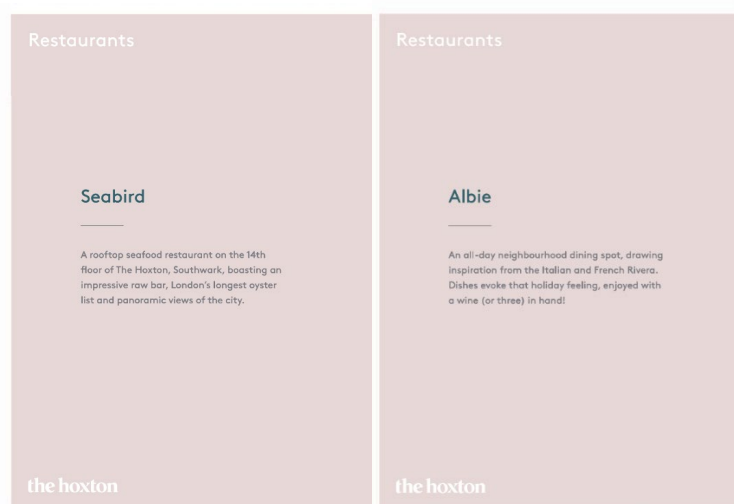 Restaurants
Seabird
A rooftop seafood restaurant on the 14th
floor of The Hoxton, Southwark, boasting an
impressive raw bar, London's longest oyster
list and panoramic views of the city.
the hoxton
Restaurants
Albie
An all-day neighbourhood dining spot, drawing
inspiration from the Italian and French Rivera.
Dishes evoke that holiday feeling, enjoyed with
a wine (or three) in hand!
the hoxton